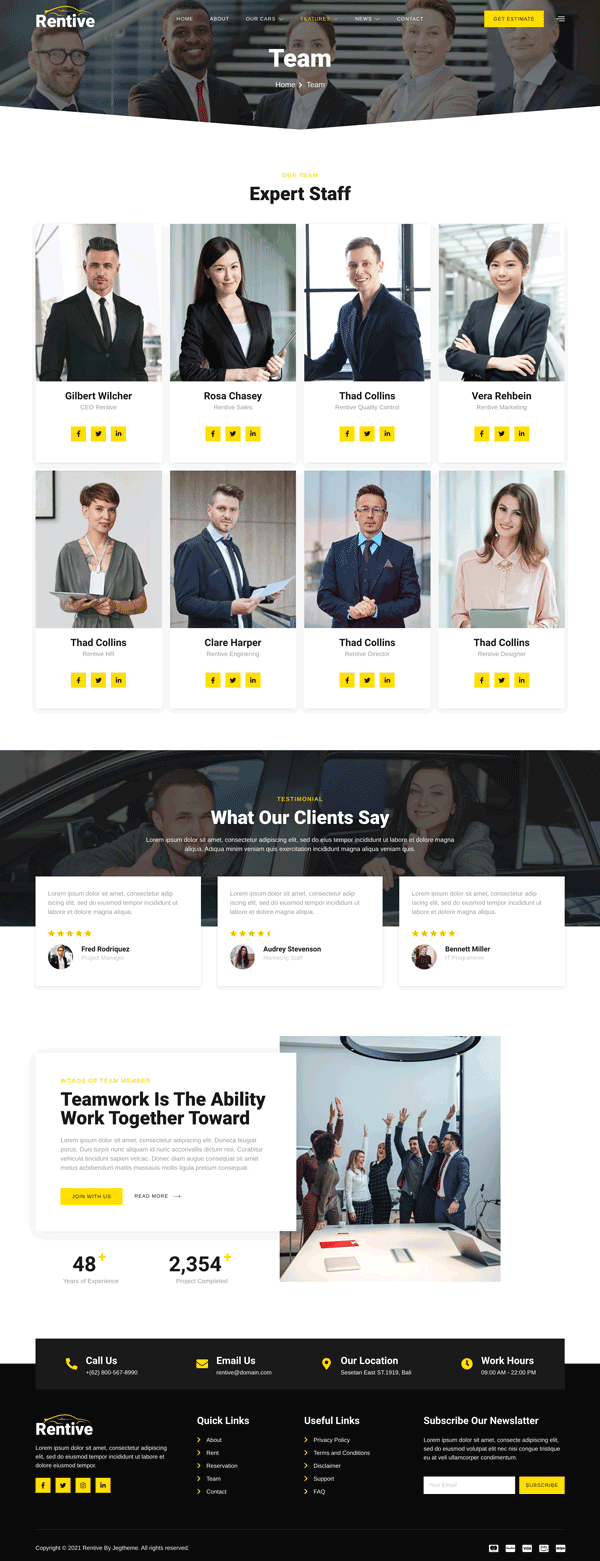 Rentive
HOME ABOUT OUR CARS FEATURES NEWS CONTACT
GET ESTIMATE
Team
Home Team
OUR TEAM
Expert Staff
Gilbert Wilcher
CEO Rentive
Rosa Chasey
Rentive Sales
Thad Collins
Rentive Quality Control
Vera Rehbein
Rentive Marketing
Thad Collins
Rentive HR
Clare Harper
Rentive Enginering
Thad Collins
Rentive Director
Thad Collins
Rentive Designer
TESTIMONIAL
What Our Clients Say
Lorem ipsum dolor sit amet, consectetur adipiscing elit, sed do eius tempor incididunt ut labore et dolore magna
aliqua. Adiqua minim veniam quis exercitation incididunt magna aliqua veniam quis.
Lorem ipsum dolor sit amet, consectetur adip
iscing elit, sed do eiusmod tempor incididunt ut
labore et dolore magna aliqua.
Fred Rodriquez
Project Manager
Lorem ipsum dolor sit amet, consectetur adip
iscing elit, sed do eiusmod tempor incididunt ut
labore et dolore magna aliqua.
Audrey Stevenson
Marketing Staff
Lorem ipsum dolor sit amet, consectetur adip
iscing elit, sed do eiusmod tempor incididunt ut
labore et dolore magna aliqua.
Bennett Miller
IT Programmer
WORDS OF TEAM MEMBER
Teamwork Is The Ability
Work Together Toward
Lorem ipsum dolor sit amet, consectetur adipiscing elit. Doneca feugiat
purus. Duis turpis nunc aliquam id nunc acconvallis dictum nisi. Curabitur
vehicula tincidunt sapien velcac. Donec diam augue consequat sit amet
metus acbibendum mattis massauis mollis ligula pretium consequat.
JOIN WITH US
READ MORE
48+
Years of Experience
2,354+
Project Completed
Call Us
+(62) 800-567-8990
Email Us
rentive@domain.com
Our Location
Sesetan East ST.1919, Bali
Work Hours
09:00 AM - 22:00 PM
Rentive
Lorem ipsum dolor sit amet, consectetur adipiscing
elit. Sed do eiusmod tempor incididunt ut labore et
dolore eiusmod tempor.
Quick Links
About
Rent
Reservation
Team
Contact
Useful Links
Privacy Policy
Terms and Conditions
Disclaimer
Support
FAQ
Subscribe Our Newslatter
Lorem ipsum dolor sit amet, consecte adipiscing elit, sed
do eiusmod volutpat elit nec nisi congue tristique
eu at veli ullamcorper condimentum.
Your Email
SUBSCRIBE
Copyright © 2021 Rentive By Jegtheme. All rights reserved.